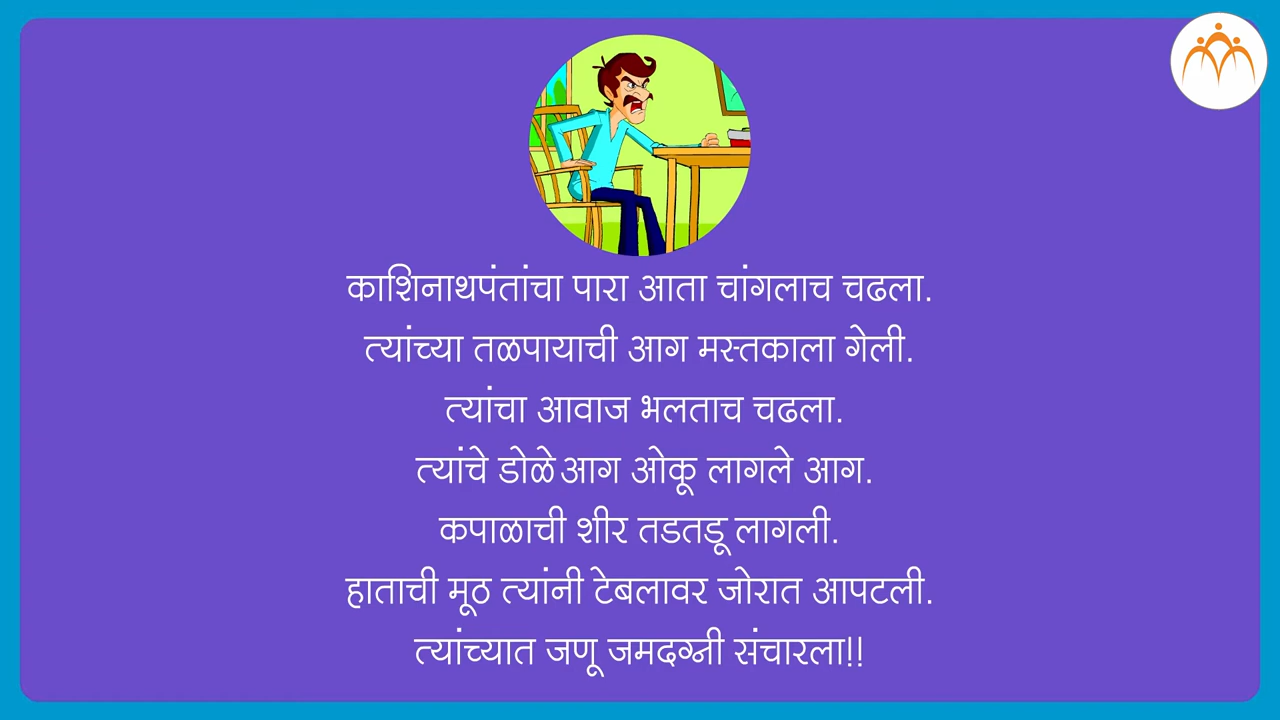 काशिनाथपंतांचा पारा आता चांगलाच चढला.
त्यांच्या तळपायाची आग मस्तकाला गेली.
त्यांचा आवाज भलताच चढला.
त्यांचे डोळे आग ओकू लागले आग.
कपाळाची शीर तडतडू लागली.
हाताची मूठ त्यांनी टेबलावर जोरात आपटली.
त्यांच्यात जणू जमदग्नी संचारला!!